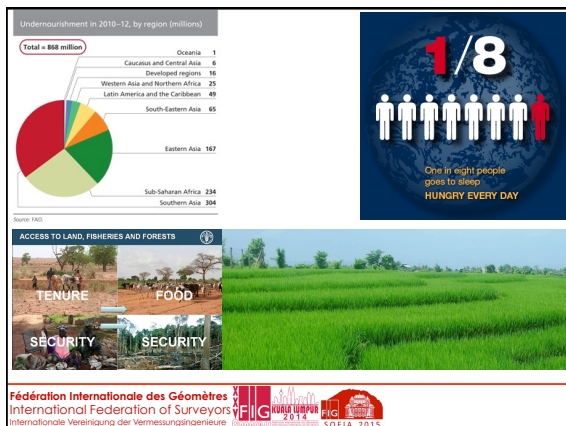 Undernourishment in 2010–12, by region (millions)
Total = 868 million
Oceania 1
Caucasus and Central Asia 6
Developed regions 16
Western Asia and Northern Africa 25
Latin America and the Caribbean 49
South-Eastern Asia 65
Eastern Asia 167
Sub-Saharan Africa 234
Southern Asia 304
Source: FAO.
1/8
One in eight people
goes to sleep
HUNGRY EVERY DAY
ACCESS TO LAND, FISHERIES AND FORESTS
TENURE FOOD
SECURITY SECURITY
Fédération Internationale des Géomètres
International Federation of Surveyors
Internationale Vereinigung der Vermessungsingenieure
XXV FIG
KUALA LUMPUR
2014
FIG
SOFIA 2015